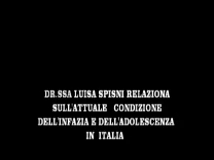 DR.SSA LUISA SPISNI RELAZIONA
SULL'ATTUALE CONDIZIONE
DELL'INFAZIA E DELL'ADOLESCENZA
IN ITALIA